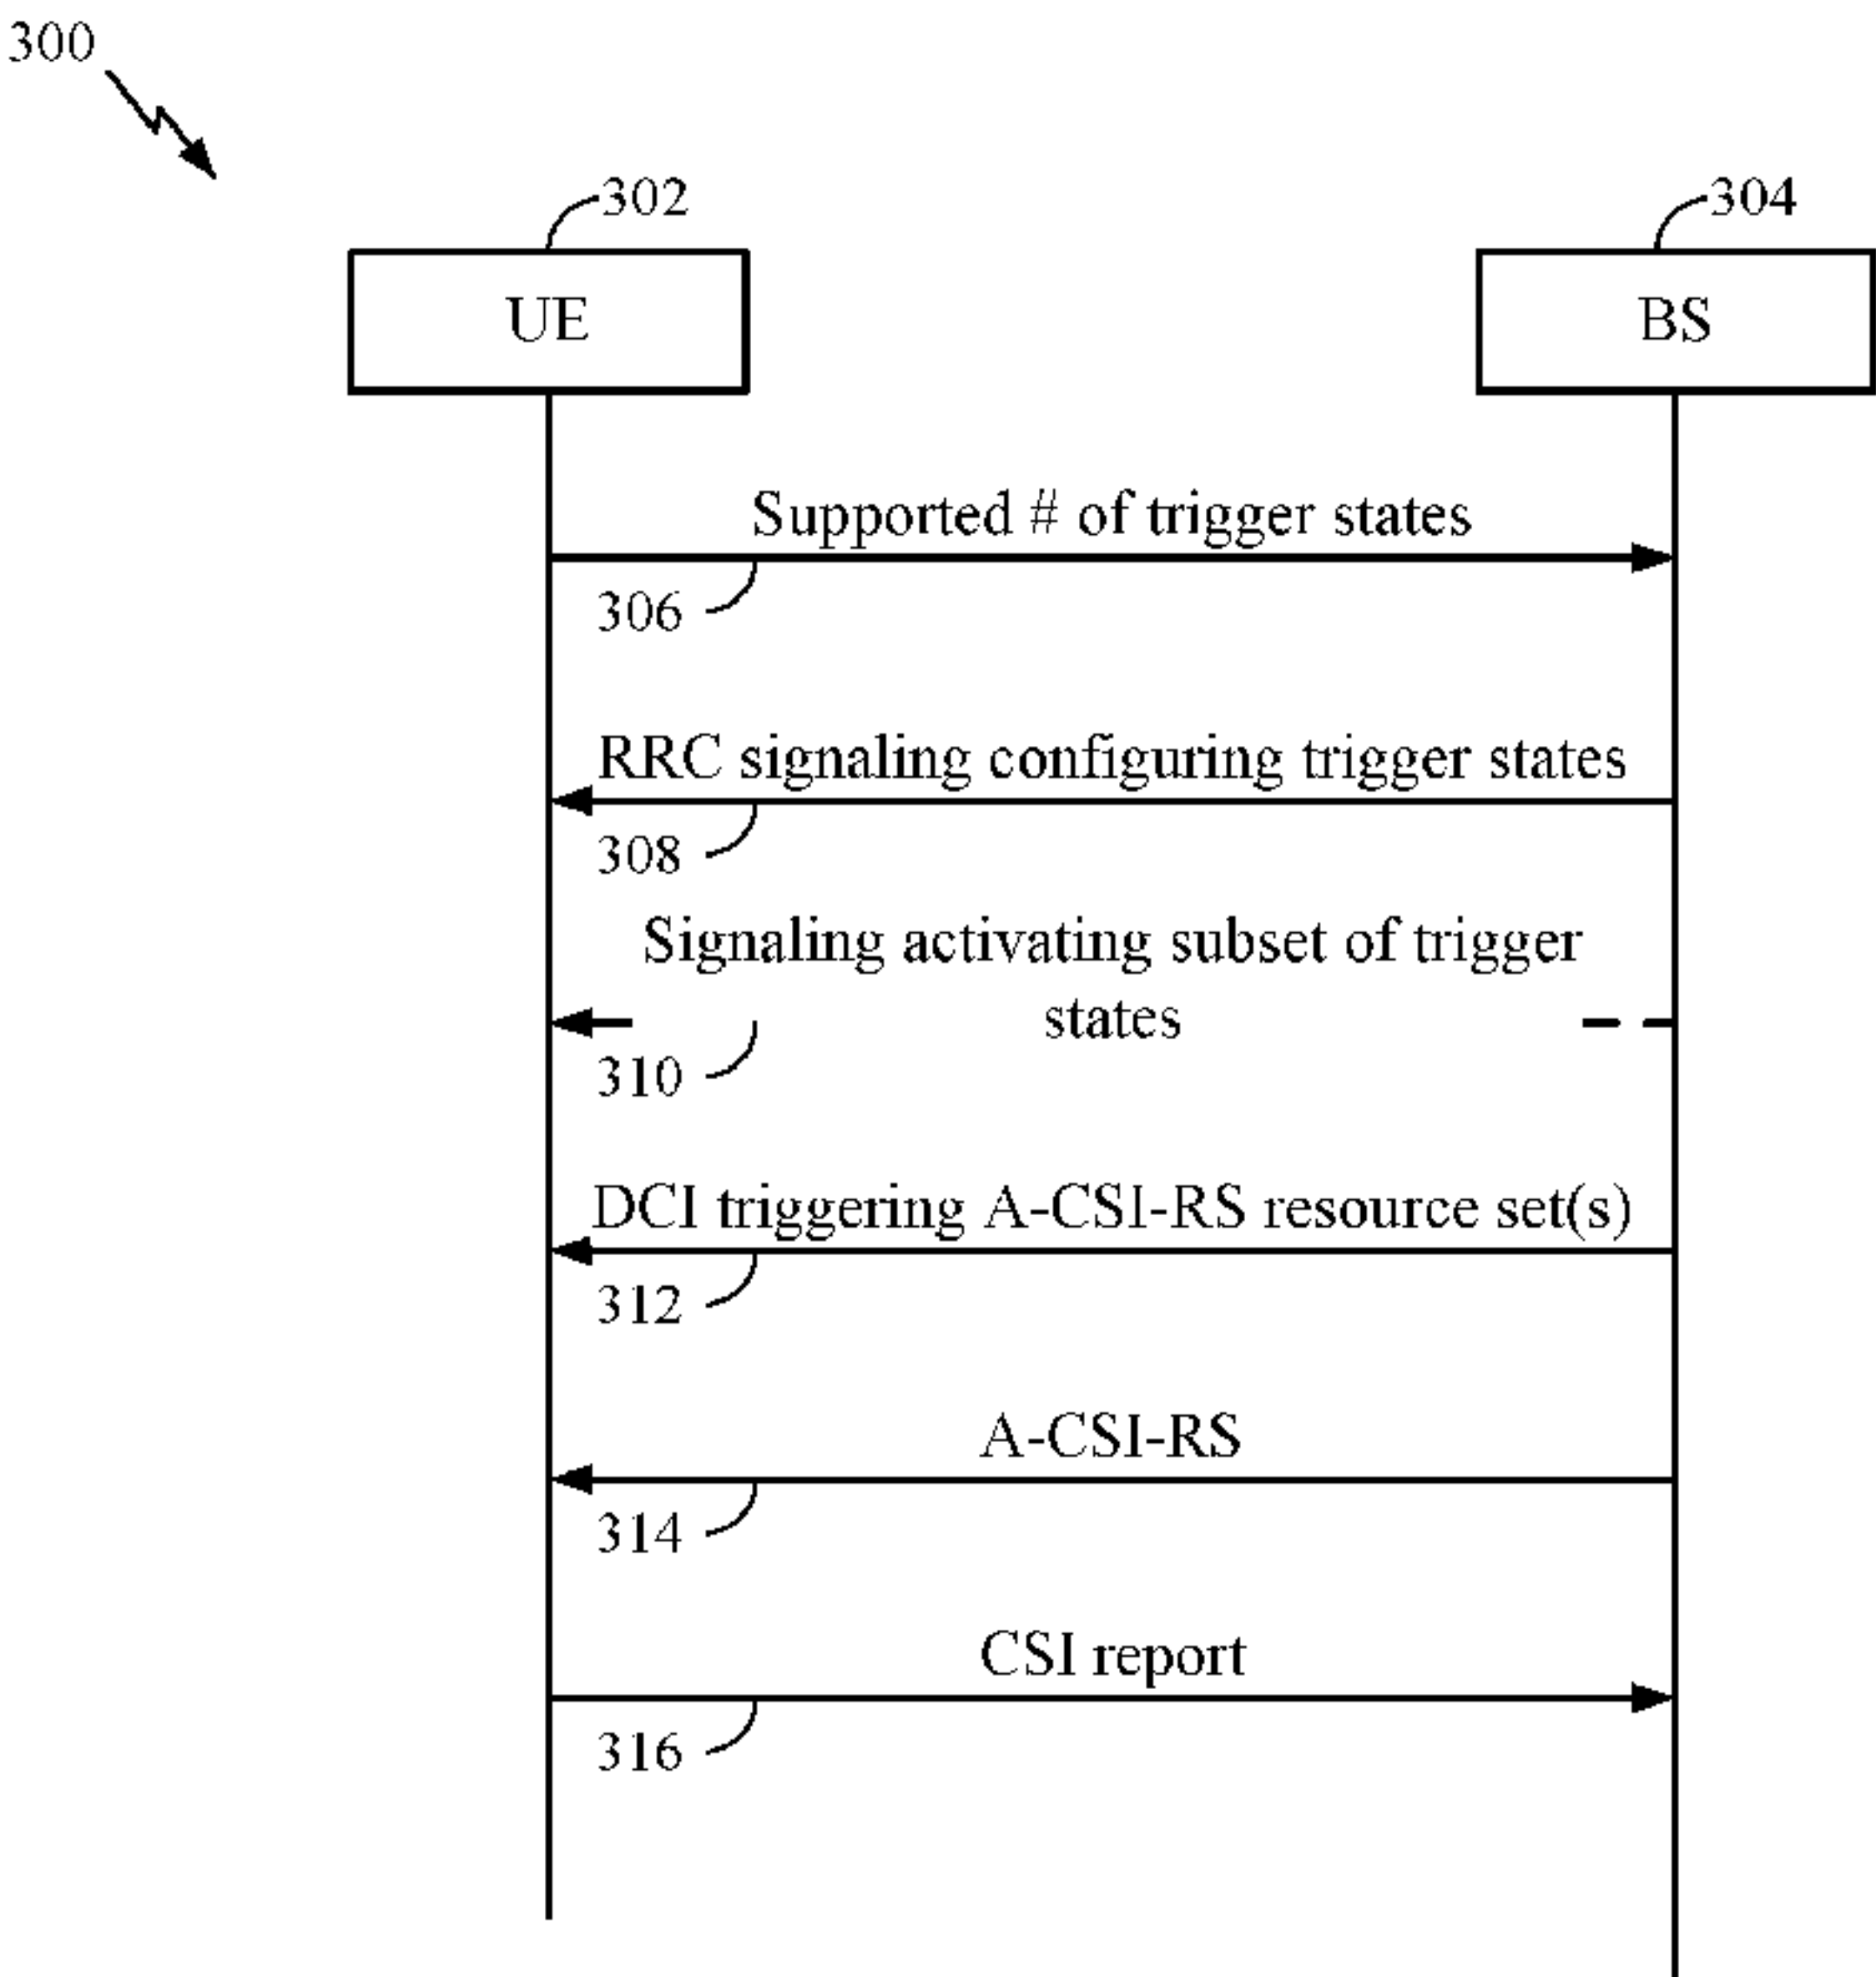 300
302
304
UE
BS
Supported # of trigger states
306
RRC signaling configuring trigger states
308
Signaling activating subset of trigger
states
310
DCI triggering A-CSI-RS resource set(s)
312
A-CSI-RS
314
CSI report
316